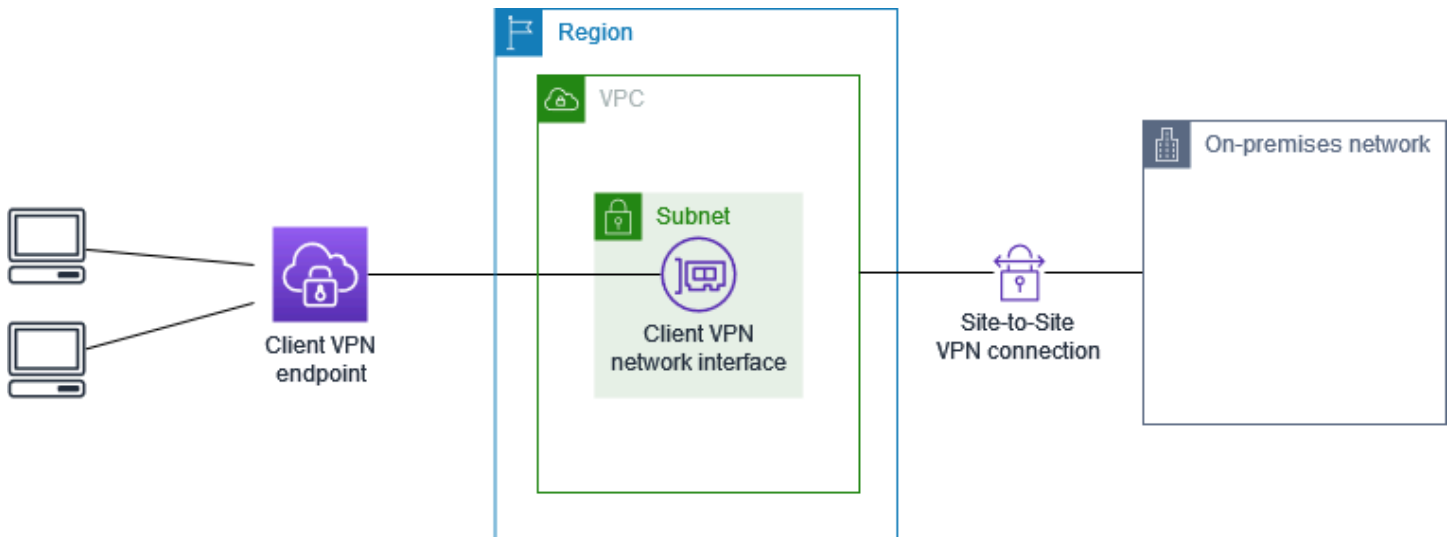 Region
VPC
On-premises network
Subnet
Client VPN
endpoint
Client VPN
network interface
Site-to-Site
VPN connection